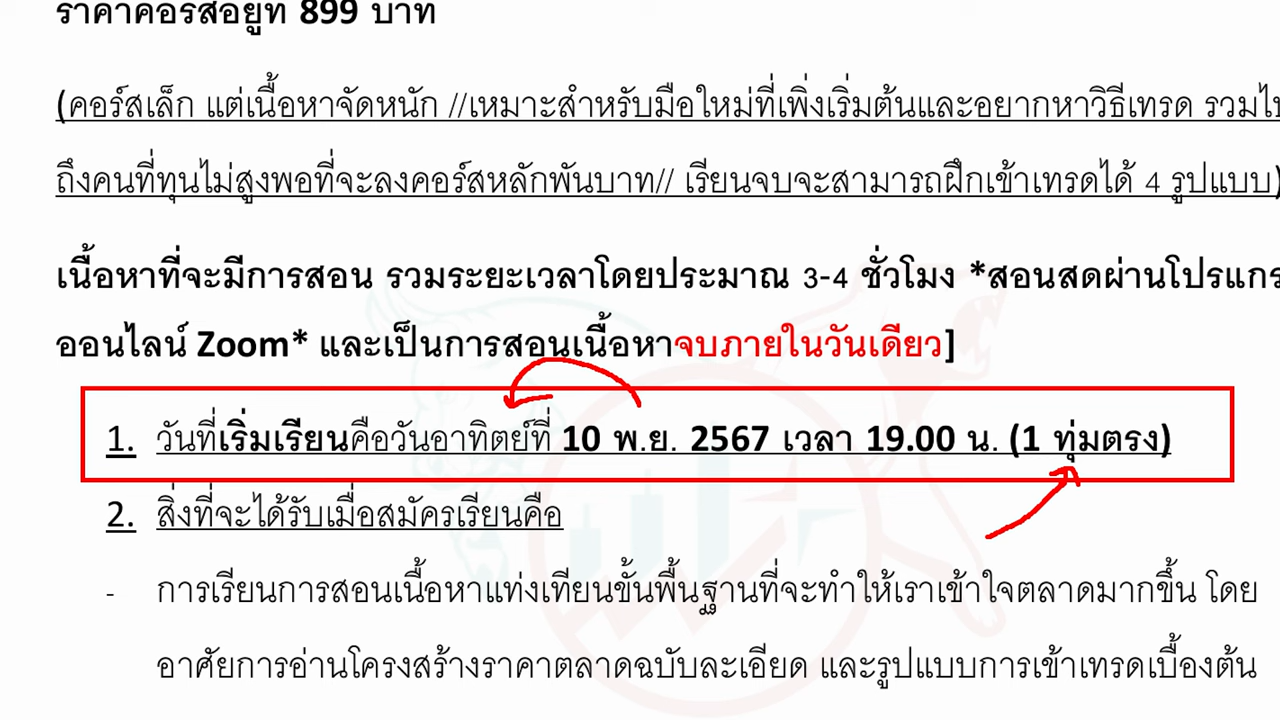 ราคาคอร์สอยู่ที่ 899 บาท
(คอร์สเล็ก แต่เนื้อหาจัดหนัก //เหมาะสำหรับมือใหม่ที่เพิ่งเริ่มต้นและอยากหาวิธีเทรด
ถึงคนที่ทุนไม่สูงพอที่จะลงคอร์สหลักพันบาท// เรียนจบจะสามารถฝึกเข้าเทรดได้ 4 รูปแบบ)
เนื้อหาที่จะมีการสอน รวมระยะเวลาโดยประมาณ 3-4 ชั่วโมง *สอนสดผ่านโปรแกร
ออนไลน์ Zoom* และเป็นการสอนเนื้อหาจบภายในวันเดียว]
1. วันที่เริ่มเรียนคือวันอาทิตย์ที่ 10 พ.ย. 2567 เวลา 19.00 น. (1 ทุ่มตรง)
2. สิ่งที่จะได้รับเมื่อสมัครเรียนคือ
- การเรียนการสอนเนื้อหาแท่งเทียนขั้นพื้นฐานที่จะทำให้เราเข้าใจตลาดมากขึ้น โดย
อาศัยการอ่านโครงสร้างราคาตลาดฉบับละเอียด และรูปแบบการเข้าเทรดเบื้องต้น